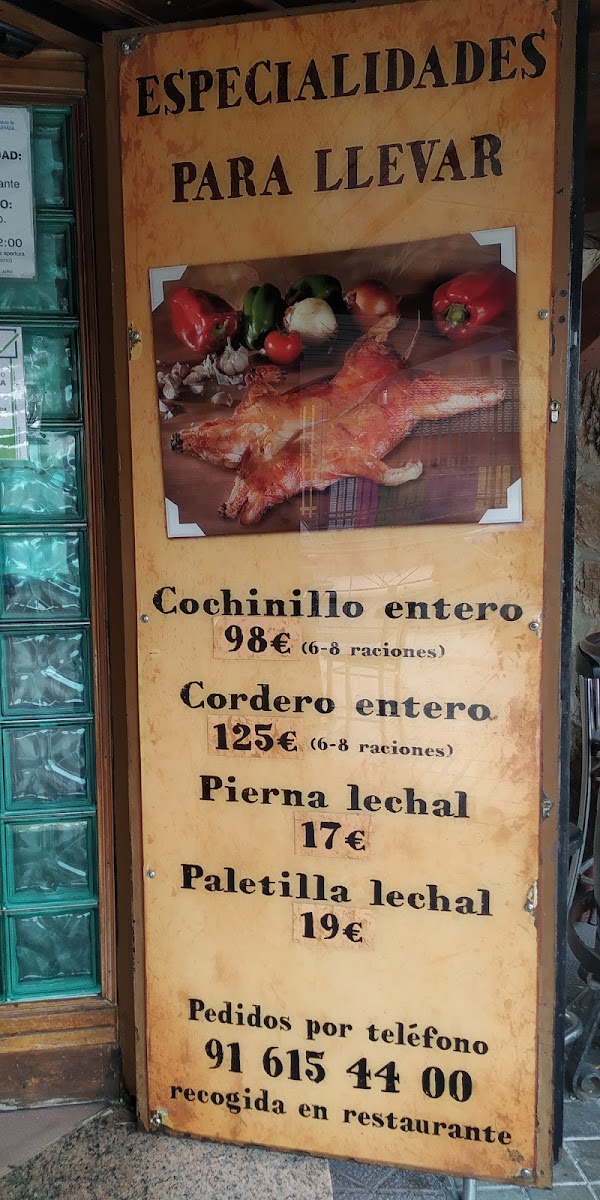 ESPECIALIDADES
PARA LLEVAR
Cochinillo entero
98€ (6-8 raciones)
Cordero entero
125€ (6-8 raciones)
Pierna lechal
17€
Paletilla lechal
19€
Pedidos por teléfono
91 615 44 00
recogida en restaurante